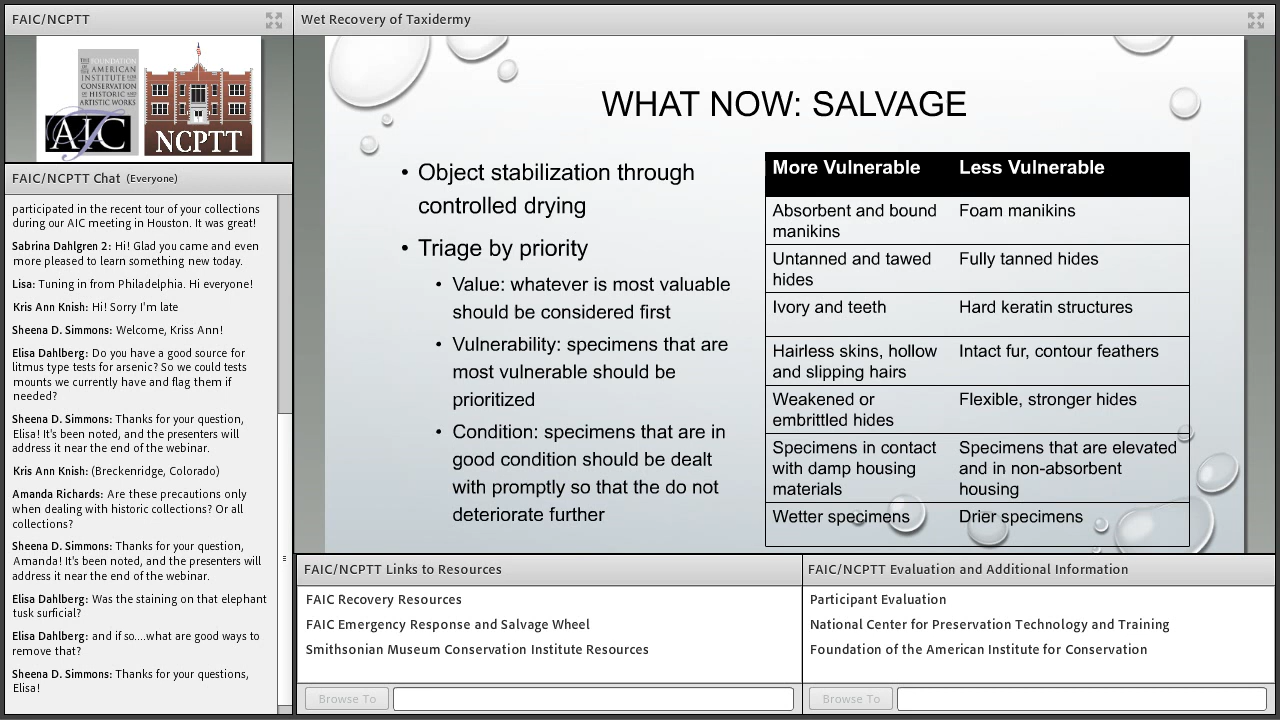 FAIC/NCPTT
THE FOUNDATION
OF THE AMERICAN
INSTITUTE FOR
CONSERVATION
OF HISTORIC AND
ARTISTIC WORKS
AIC
NCPTT
FAIC/NCPTT Chat (Everyone)
participated in the recent tour of your collections
during our AIC meeting in Houston. It was great!
Sabrina Dahlgren 2: Hi! Glad you came and even
more pleased to learn something new today.
Lisa: Tuning in from Philadelphia. Hi everyone!
Kris Ann Knish: Hi! Sorry I'm late
Sheena D. Simmons: Welcome, Kriss Ann!
Elisa Dahlberg: Do you have a good source for
litmus type tests for arsenic? So we could tests
mounts we currently have and flag them if
needed?
Sheena D. Simmons: Thanks for your question,
Elisa! It's been noted, and the presenters will
address it near the end of the webinar.
Kris Ann Knish: (Breckenridge, Colorado)
Amanda Richards: Are these precautions only
when dealing with historic collections? Or all
collections?
Sheena D. Simmons: Thanks for your question,
Amanda! It's been noted, and the presenters will
address it near the end of the webinar.
Elisa Dahlberg: Was the staining on that elephant
tusk surficial?
Elisa Dahlberg: and if so....what are good ways to
remove that?
Sheena D. Simmons: Thanks for your questions,
Elisa!
Wet Recovery of Taxidermy
WHAT NOW: SALVAGE
• Object stabilization through
controlled drying
• Triage by priority
• Value: whatever is most valuable
should be considered first
• Vulnerability: specimens that are
most vulnerable should be
prioritized
• Condition: specimens that are in
good condition should be dealt
with promptly so that the do not
deteriorate further
More Vulnerable Less Vulnerable
Absorbent and bound Foam manikins
manikins
Untanned and tawed Fully tanned hides
hides
Ivory and teeth Hard keratin structures
Hairless skins, hollow Intact fur, contour feathers
and slipping hairs
Weakened or Flexible, stronger hides
embrittled hides
Specimens in contact Specimens that are elevated
with damp housing and in non-absorbent
materials housing
Wetter specimens Drier specimens
FAIC/NCPTT Links to Resources
FAIC Recovery Resources
FAIC Emergency Response and Salvage Wheel
Smithsonian Museum Conservation Institute Resources
Browse To
FAIC/NCPTT Evaluation and Additional Information
Participant Evaluation
National Center for Preservation Technology and Training
Foundation of the American Institute for Conservation
Browse To